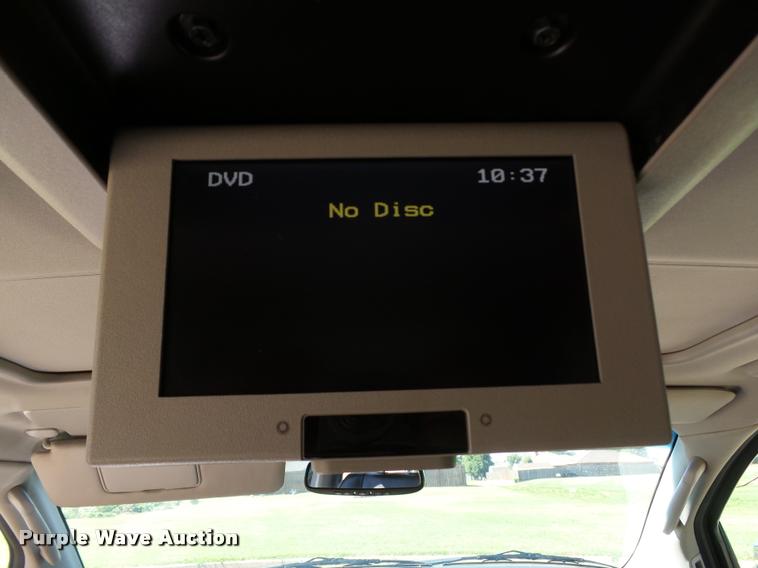 DVD 10:37
No Disc
Purple Wave Auction